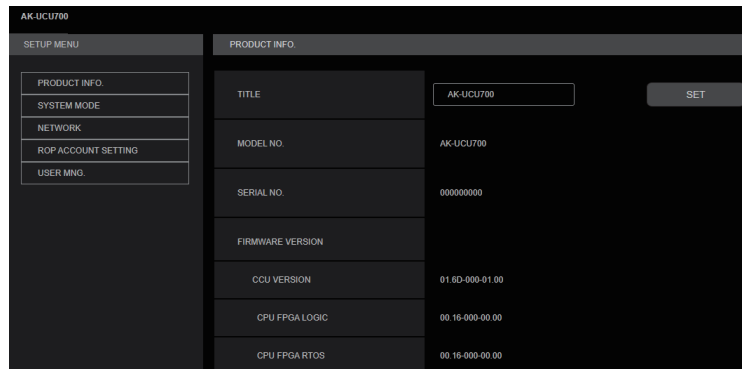 AK-UCU700
SETUP MENU
PRODUCT INFO.
SYSTEM MODE
NETWORK
ROP ACCOUNT SETTING
USER MNG.
PRODUCT INFO.
TITLE AK-UCU700 SET
MODEL NO. AK-UCU700
SERIAL NO. 000000000
FIRMWARE VERSION
CCU VERSION 01.6D-000-01.00
CPU FPGA LOGIC 00.16-000-00.00
CPU FPGA RTOS 00.16-000-00.00